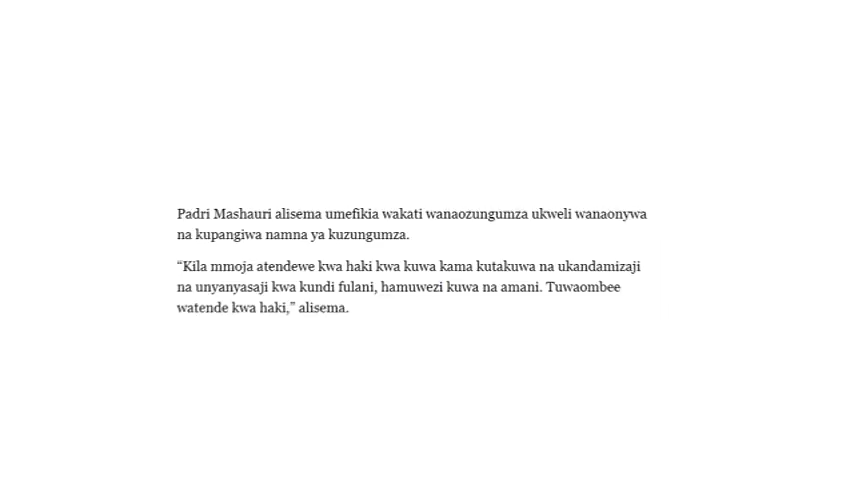 Padri Mashauri alisema umefikia wakati wanaozungumza ukweli wanaonywa
na kupangiwa namna ya kuzungumza.
“Kila mmoja atendewe kwa haki kwa kuwa kama kutakuwa na ukandamizaji
na unyanyasaji kwa kundi fulani, hamuwezi kuwa na amani. Tuwaombee
watende kwa haki,” alisema.